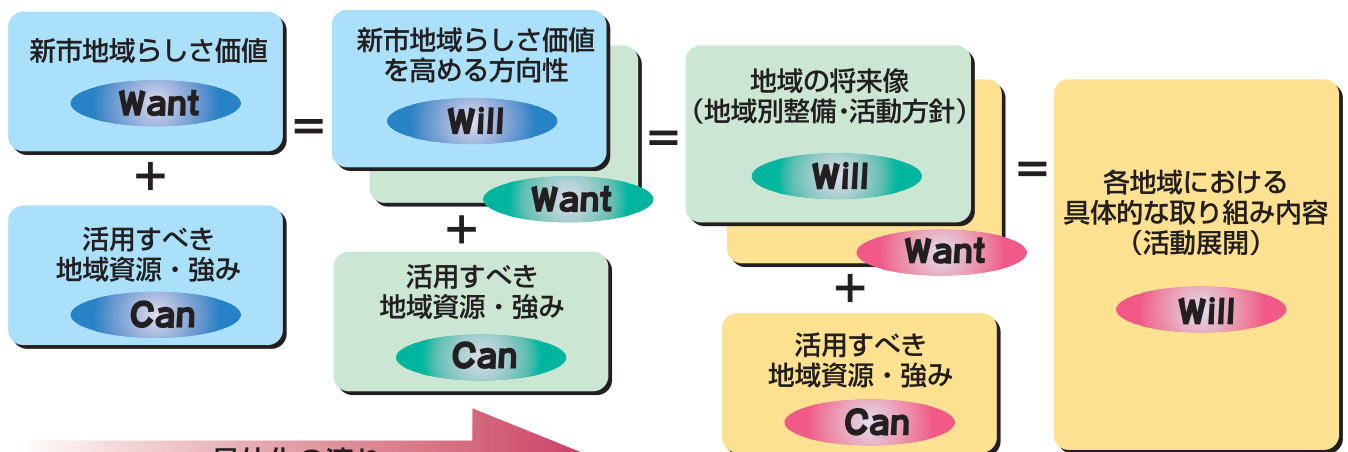 新市地域らしさ価値
Want
+
活用すべき
地域資源・強み
Can
=
新市地域らしさ価値
を高める方向性
Will
Want
+
活用すべき
地域資源・強み
Can
=
地域の将来像
（地域別整備・活動方針）
Will
Want
+
活用すべき
地域資源・強み
Can
=
各地域における
具体的な取り組み内容
（活動展開）
Will